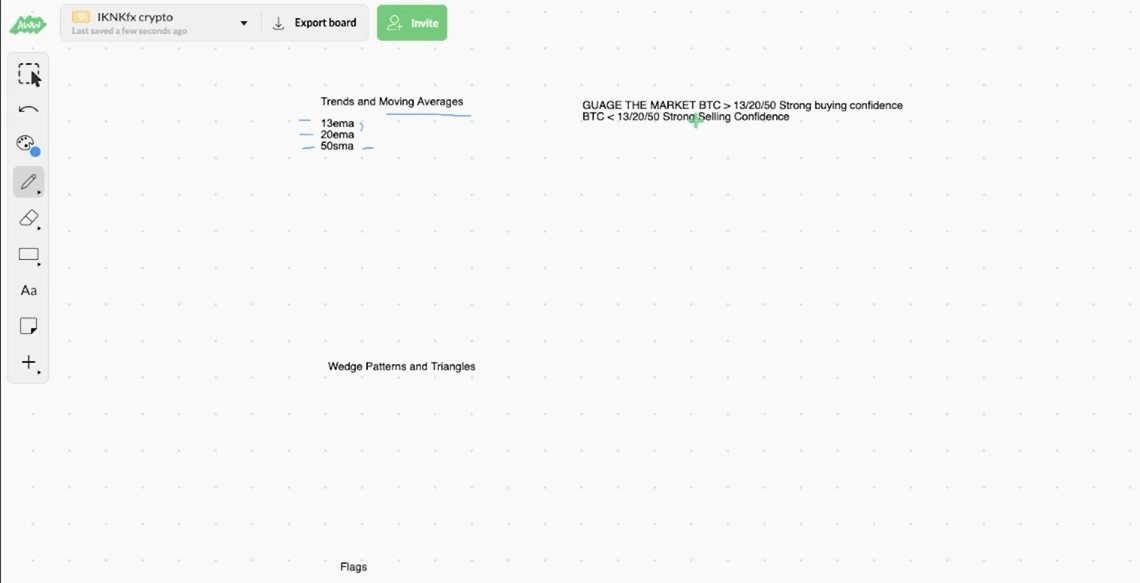 AWW
IKNKfx crypto
Last saved a few seconds ago
Export board
Invite
Trends and Moving Averages
13ema
20ema
50sma
GUAGE THE MARKET BTC > 13/20/50 Strong buying confidence
BTC < 13/20/50 Strong Selling Confidence
Aa
Wedge Patterns and Triangles
Flags